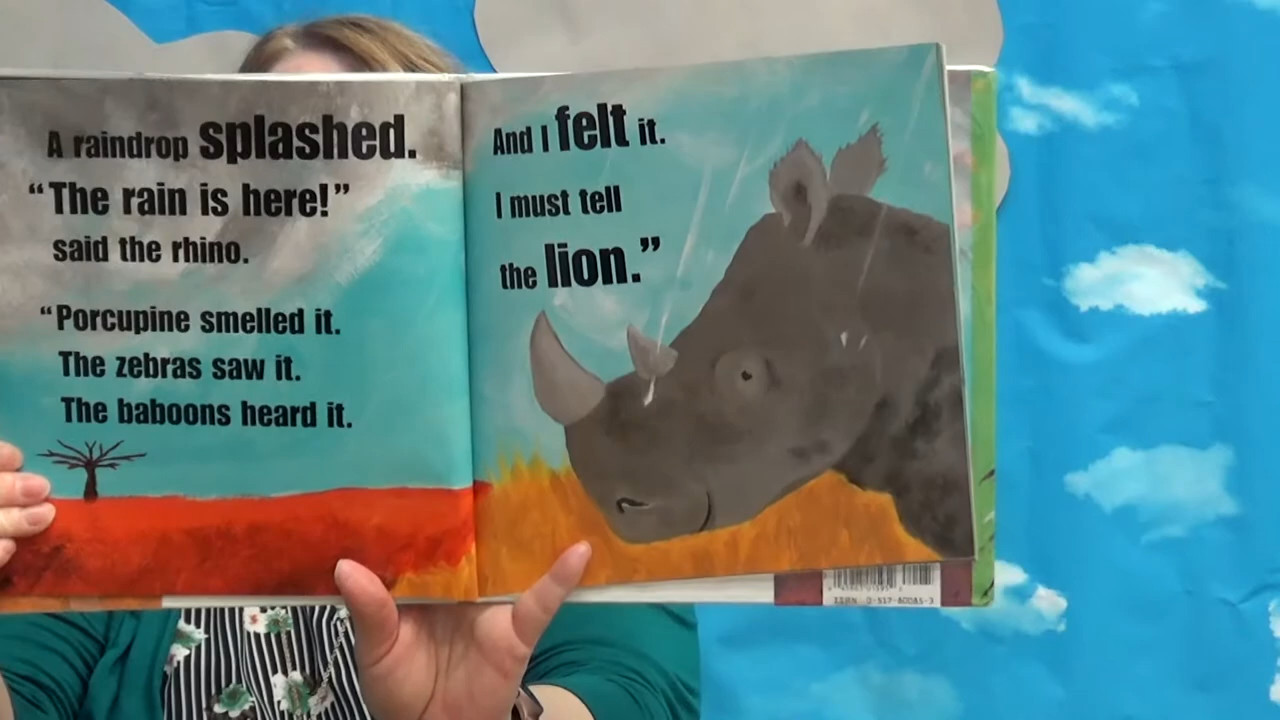 A raindrop splashed.
“The rain is here!”
said the rhino.
“Porcupine smelled it.
The zebras saw it.
The baboons heard it.
And I felt it.
I must tell
the lion.”
ISBN 0-517-60085-3